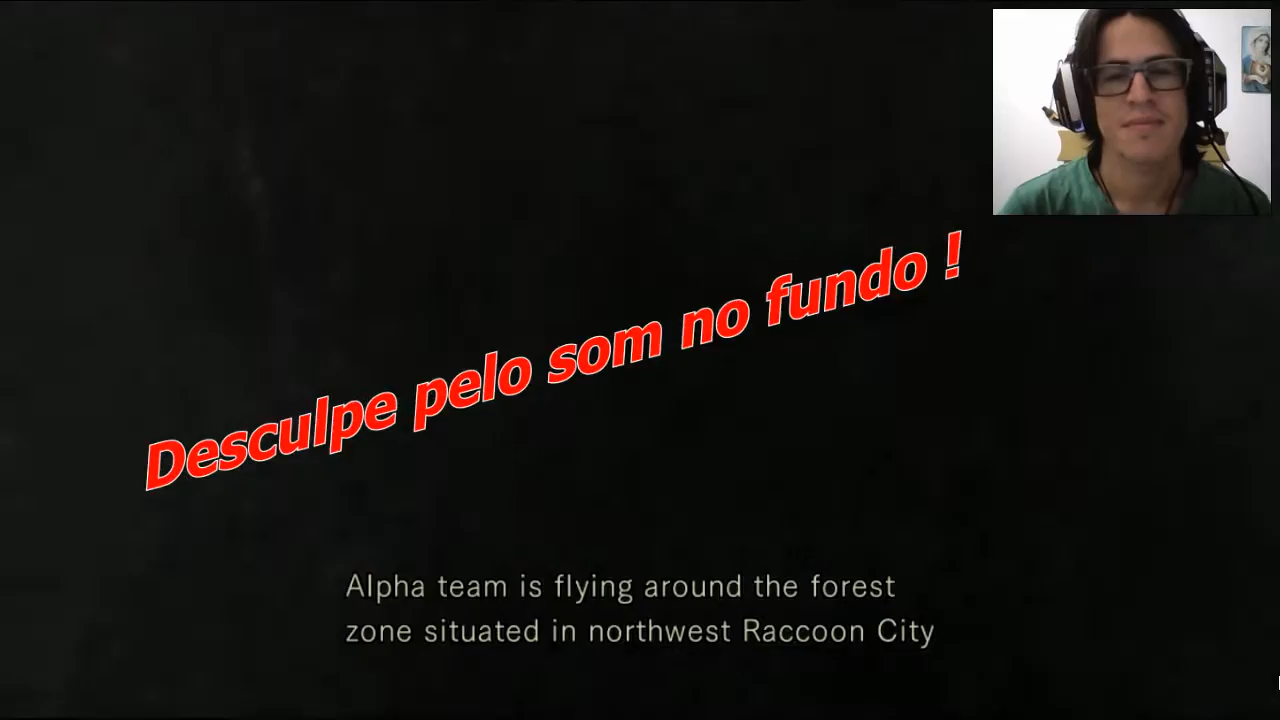 Desculpe pelo som no fundo !
Alpha team is flying around the forest
zone situated in northwest Raccoon City